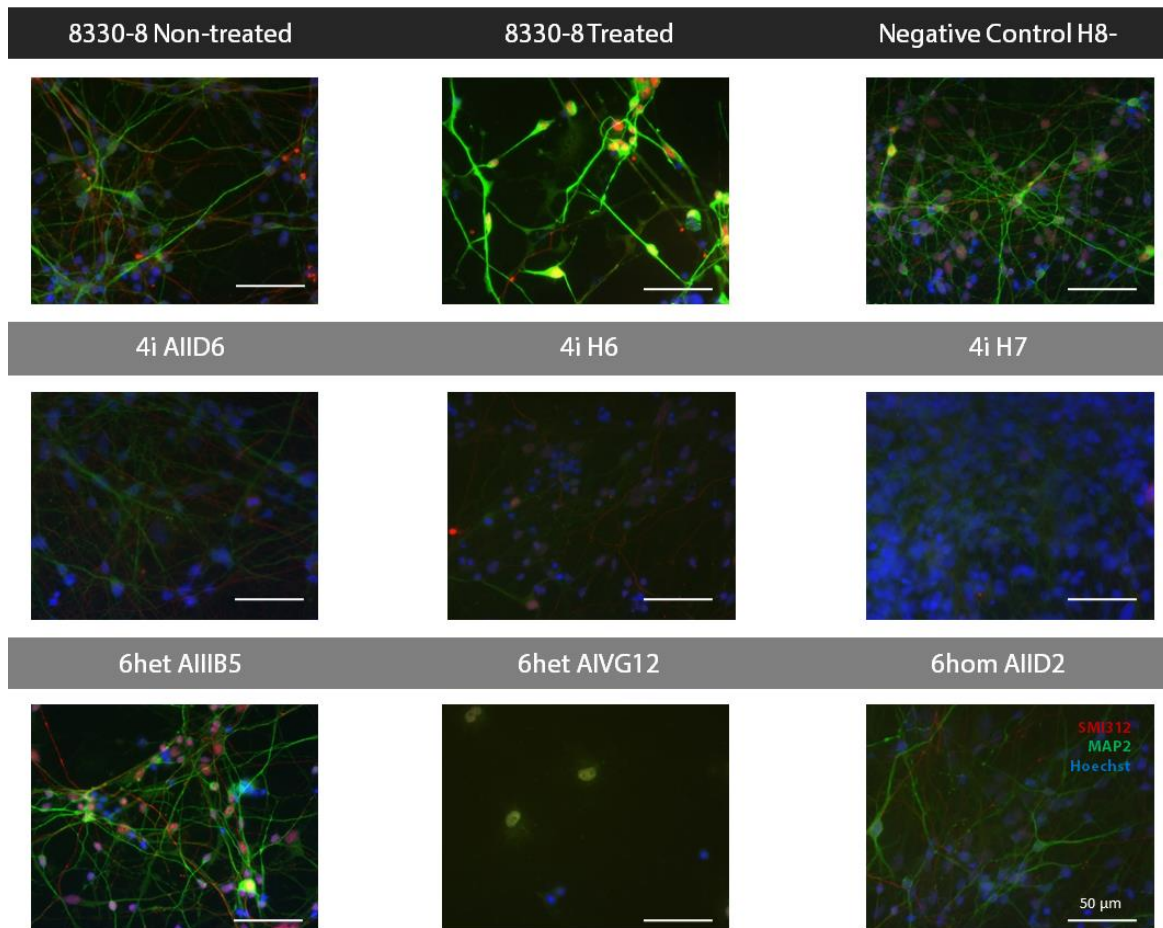 8330-8 Non-treated
8330-8 Treated
Negative Control H8-
4i AIID6
4i H6
4i H7
6het AIIIB5
6het AIVG12
6hom AIID2
SMI312
MAP2
Hoechst
50 µm